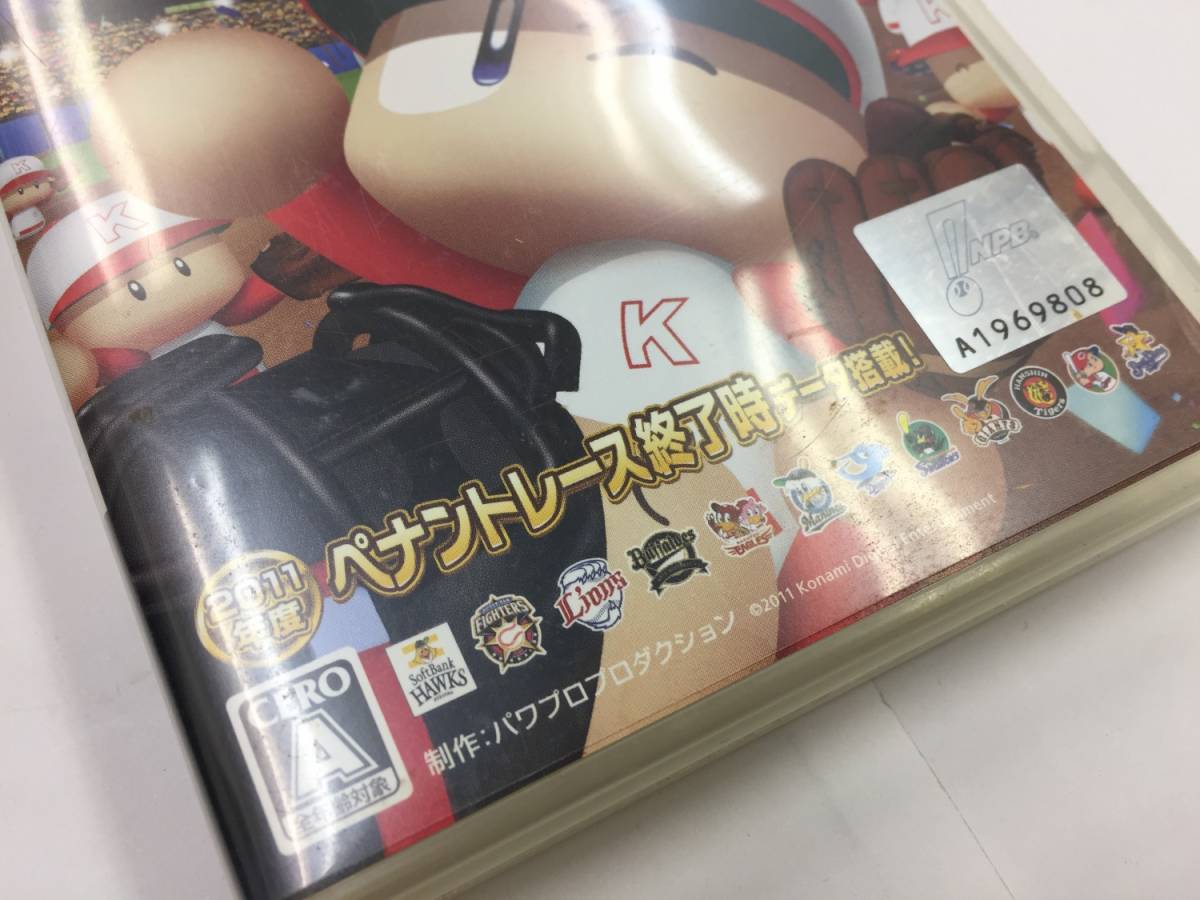 K
K
K
K
NPB
A1969808
2011
年度
ペナントレース終了時データ搭載！
SoftBank
HAWKS
FIGHTERS
Lions
Buffaloes
EAGLES
Marines
Swallows
GIANTS
HANSHIN
Tigers
CERO
A
全年齢対象
制作：パワプロプロダクション
©2011 Konami Digital Entertainment